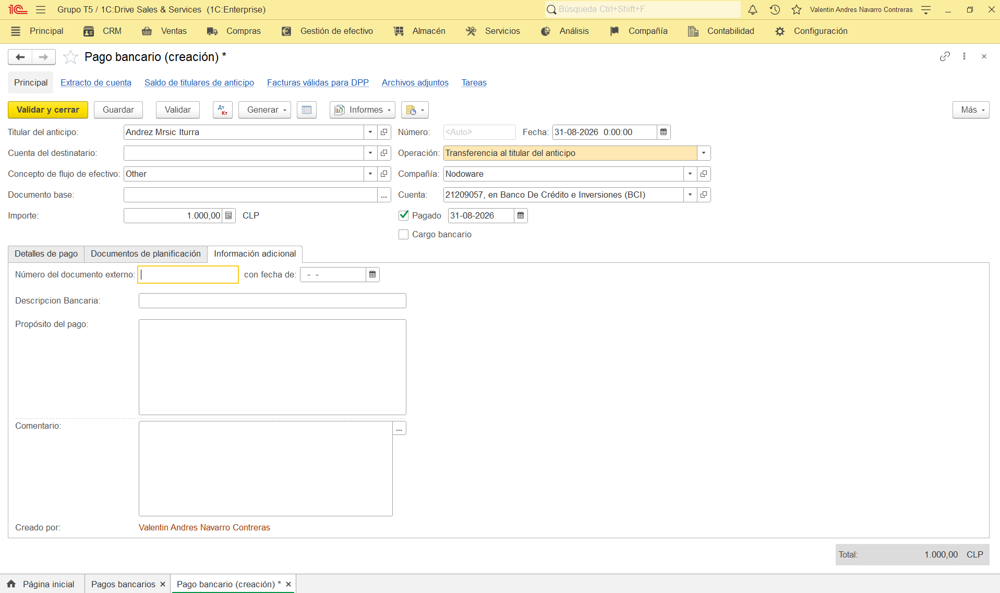 Grupo T5 / 1C:Drive Sales & Services (1C:Enterprise)
Búsqueda Ctrl+Shift+F
Valentin Andres Navarro Contreras
Principal CRM Ventas Compras Gestión de efectivo Almacén Servicios Análisis Compañía Contabilidad Configuración
Pago bancario (creación) *
Principal Extracto de cuenta Saldo de titulares de anticipo Facturas válidas para DPP Archivos adjuntos Tareas
Validar y cerrar Guardar Validar Дт Кт Generar Informes Más
Titular del anticipo: Andrez Mrsic Iturra Número: <Auto> Fecha: 31-08-2026 0:00:00
Cuenta del destinatario: Operación: Transferencia al titular del anticipo
Concepto de flujo de efectivo: Other Compañía: Nodoware
Documento base: ... Cuenta: 21209057, en Banco De Crédito e Inversiones (BCI)
Importe: 1.000,00 CLP Pagado 31-08-2026
Cargo bancario
Detalles de pago Documentos de planificación Información adicional
Número del documento externo: con fecha de: - -
Descripcion Bancaria:
Propósito del pago:
Comentario: ...
Creado por: Valentin Andres Navarro Contreras
Total: 1.000,00 CLP
Página inicial Pagos bancarios Pago bancario (creación) *